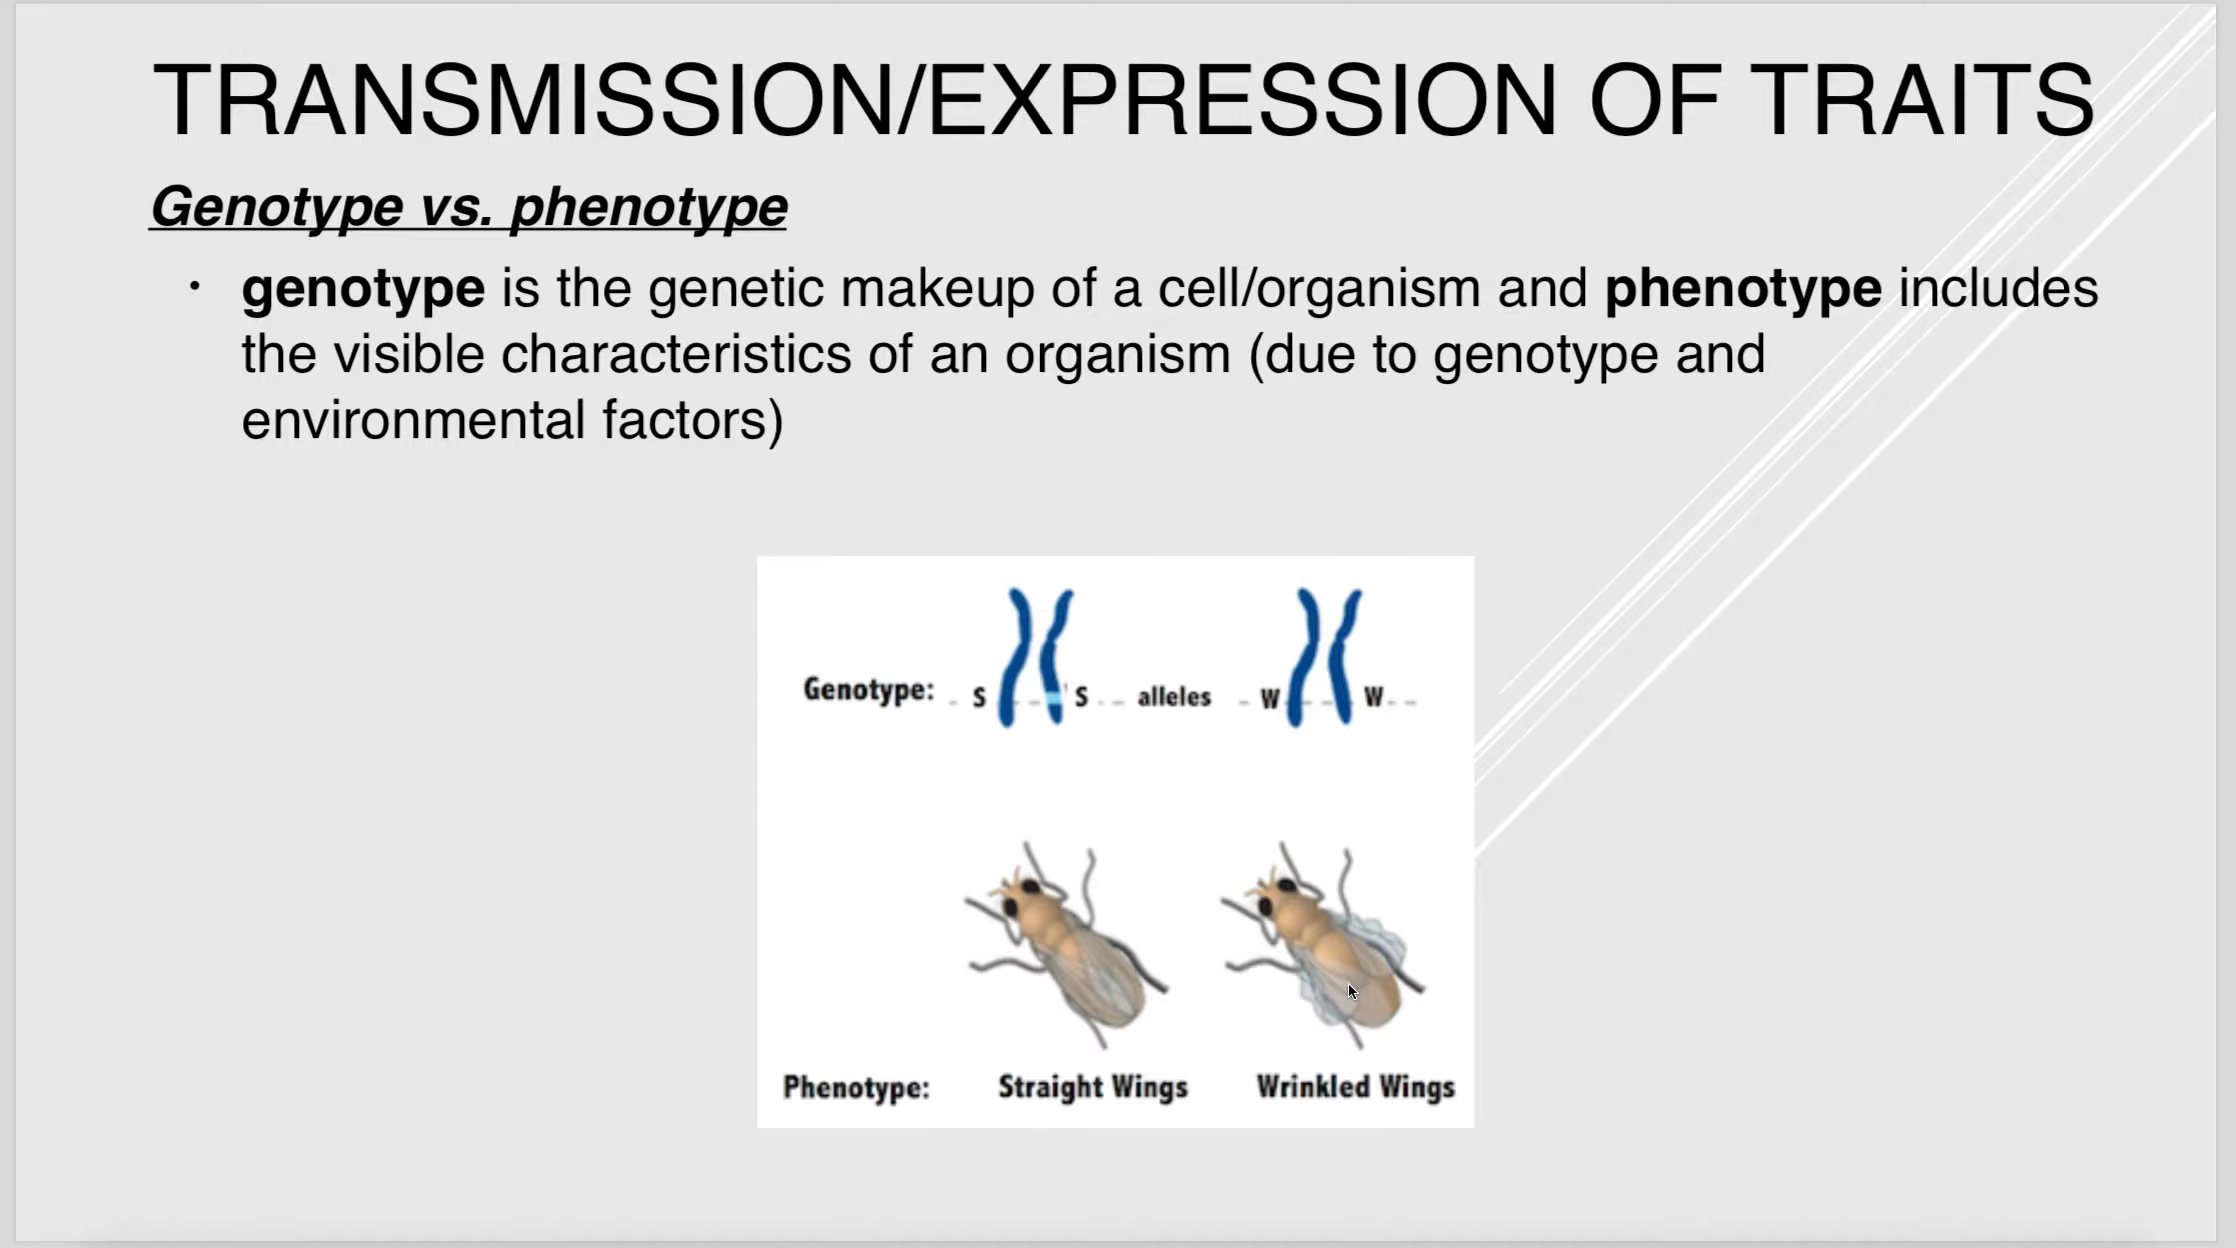 TRANSMISSION/EXPRESSION OF TRAITS
Genotype vs. phenotype
• genotype is the genetic makeup of a cell/organism and phenotype includes
the visible characteristics of an organism (due to genotype and
environmental factors)
Genotype: S S alleles W W
Phenotype: Straight Wings Wrinkled Wings